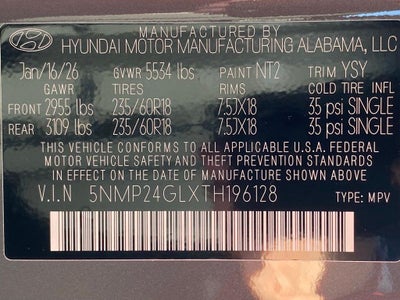 MANUFACTURED BY
HYUNDAI MOTOR MANUFACTURING ALABAMA, LLC
Jan/16/26 GVWR 5534 lbs PAINT NT2 TRIM YSY
GAWR TIRES RIMS COLD TIRE INFL
FRONT 2955 lbs 235/60R18 7.5JX18 35 psi SINGLE
REAR 3109 lbs 235/60R18 7.5JX18 35 psi SINGLE
THIS VEHICLE CONFORMS TO ALL APPLICABLE U.S.A. FEDERAL
MOTOR VEHICLE SAFETY AND THEFT PREVENTION STANDARDS
IN EFFECT ON THE DATE OF MANUFACTURE SHOWN ABOVE.
V.I.N 5NMP24GLXTH196128 TYPE: MPV